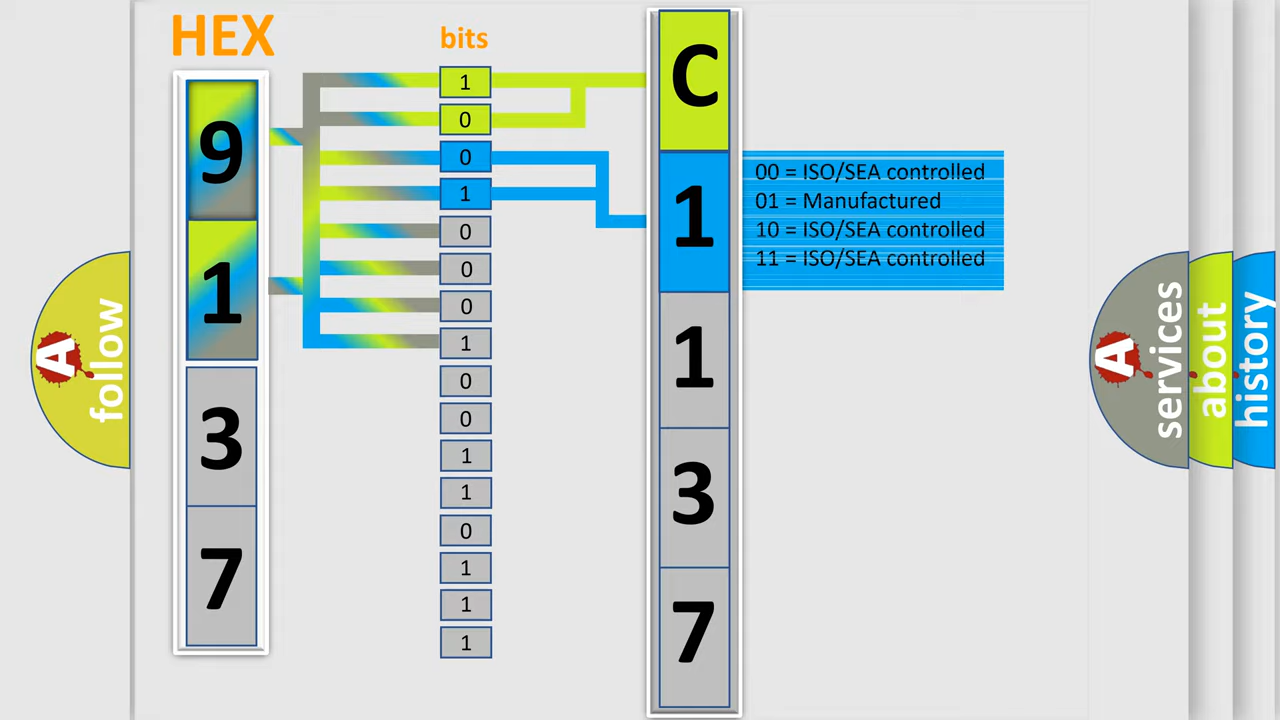 HEX
bits
9
1
3
7
1
0
0
1
0
0
0
1
0
0
1
1
0
1
1
1
C
1
1
3
7
00 = ISO/SEA controlled
01 = Manufactured
10 = ISO/SEA controlled
11 = ISO/SEA controlled
A
follow
A
services
about
history